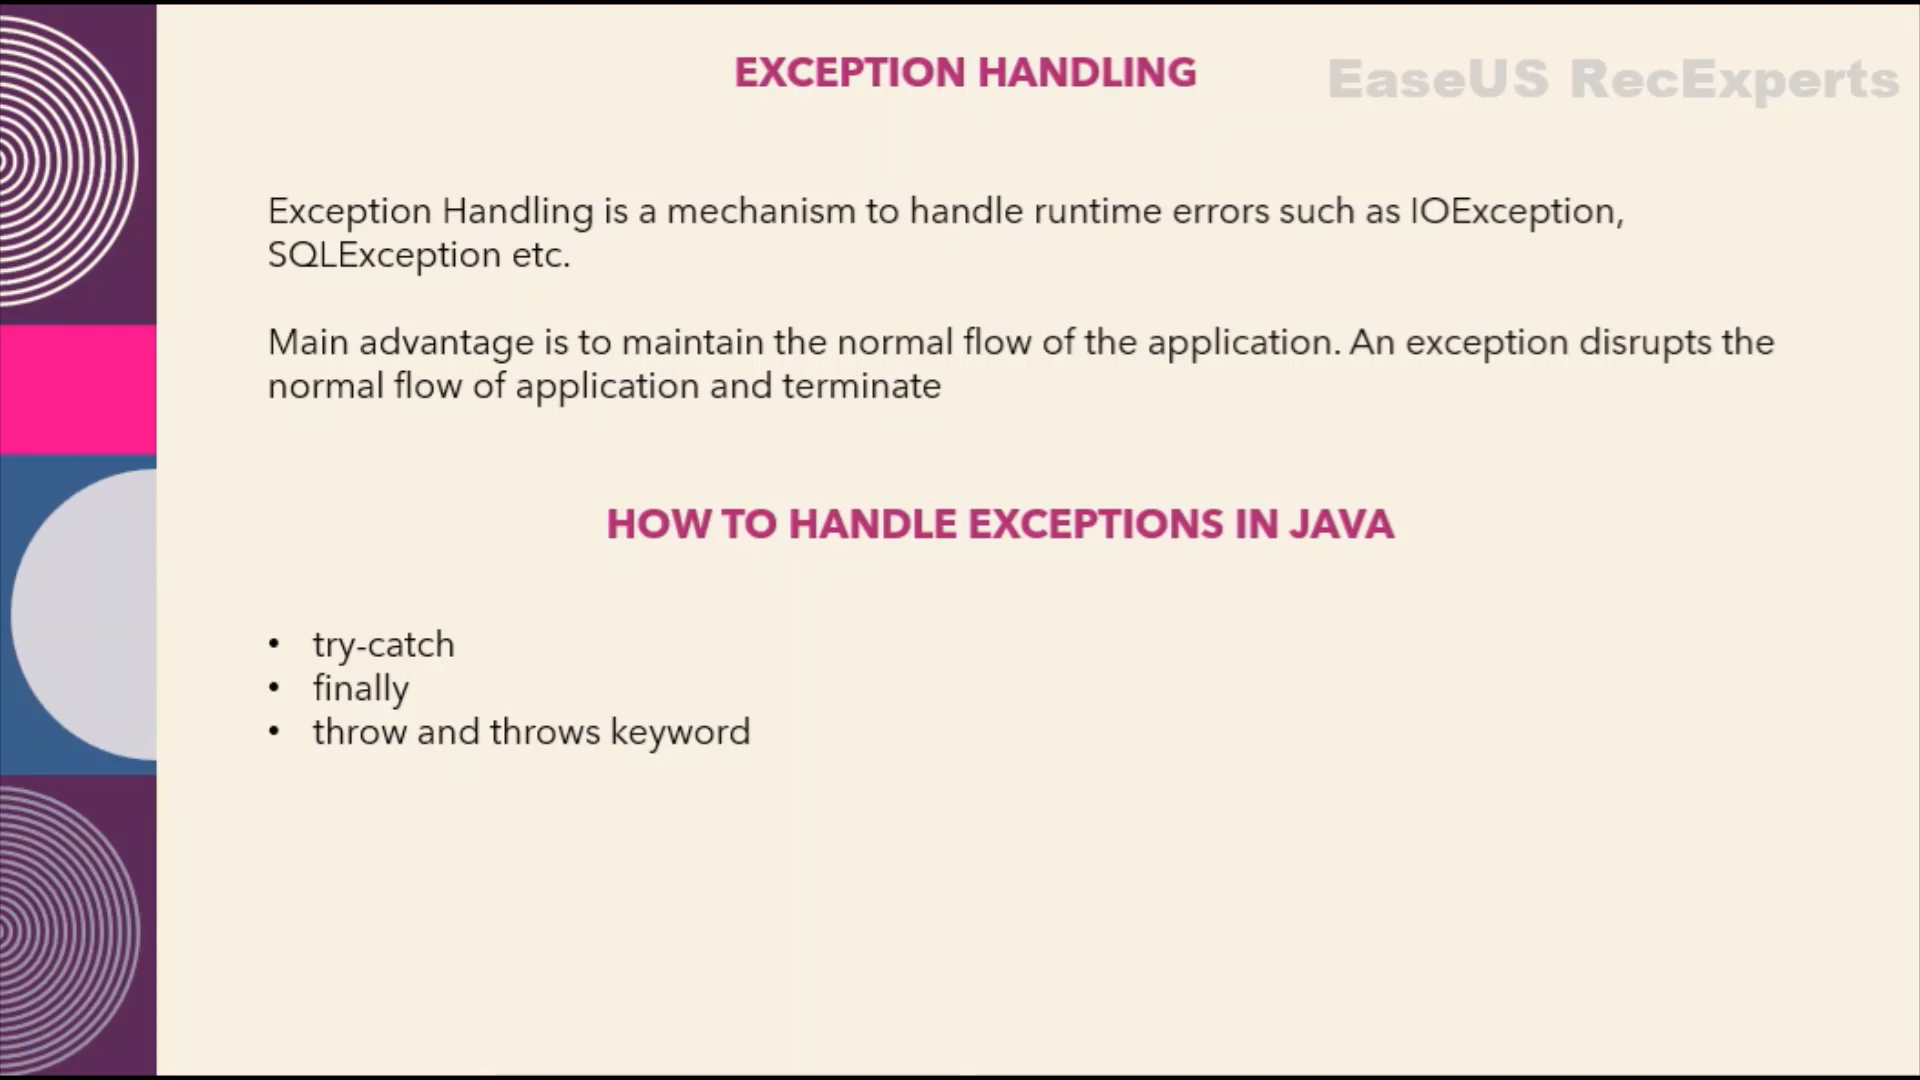 EXCEPTION HANDLING
EaseUS RecExperts
Exception Handling is a mechanism to handle runtime errors such as IOException,
SQLException etc.
Main advantage is to maintain the normal flow of the application. An exception disrupts the
normal flow of application and terminate
HOW TO HANDLE EXCEPTIONS IN JAVA
• try-catch
• finally
• throw and throws keyword